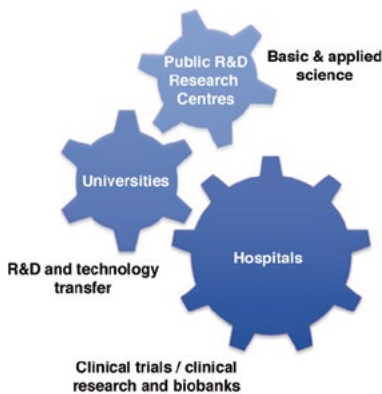 Public R&D
Research
Centres
Basic & applied
science
Universities
R&D and technology
transfer
Hospitals
Clinical trials / clinical
research and biobanks